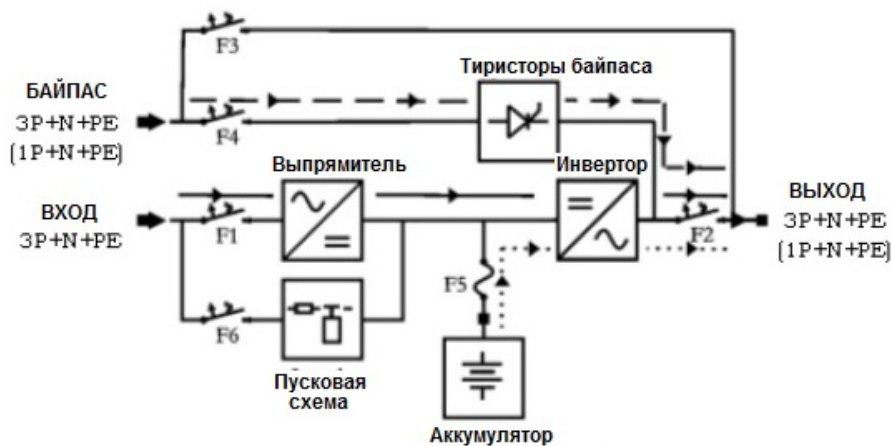 F3
Тиристоры байпаса
БАЙПАС
3P+N+PE
(1P+N+PE)
F4
Выпрямитель
Инвертор
ВХОД
3P+N+PE
F1
F2
ВЫХОД
3P+N+PE
(1P+N+PE)
F5
F6
Пусковая
схема
Аккумулятор